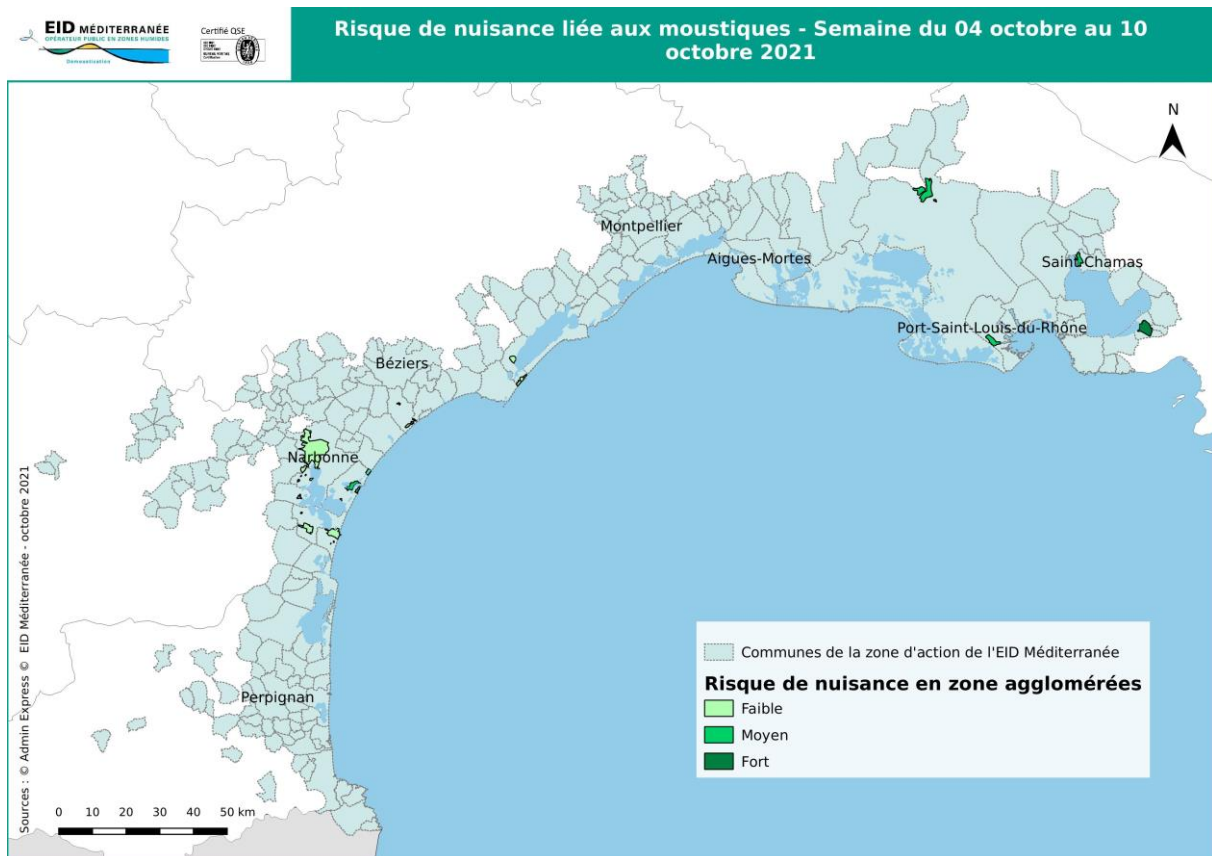 EID MÉDITERRANÉE
OPÉRATEUR PUBLIC EN ZONES HUMIDES
Démoustication
Certifié QSE
Risque de nuisance liée aux moustiques - Semaine du 04 octobre au 10
octobre 2021
N
Montpellier
Aigues-Mortes
Saint-Chamas
Port-Saint-Louis-du-Rhône
Béziers
Narbonne
Perpignan
Communes de la zone d'action de l'EID Méditerranée
Risque de nuisance en zone agglomérées
Faible
Moyen
Fort
0 10 20 30 40 50 km
Sources : © Admin Express © EID Méditerranée - octobre 2021